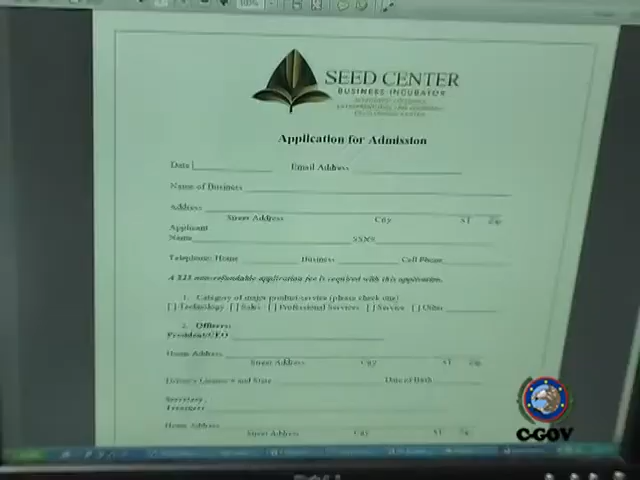 SEED CENTER
BUSINESS INCUBATOR
Application for Admission
Date Email Address
Name of Business
Address
Street Address City ST Zip
Applicant
Name SSN#
Telephone: Home Business Cell Phone
A $25 non-refundable application fee is required with this application.
1. Category of major product/service (please check one)
[ ] Technology [ ] Sales [ ] Professional Services [ ] Service [ ] Other
2. Officers:
President/CEO
Home Address
Street Address City ST Zip
Driver's License # and State Date of Birth
Secretary
Treasurer
Home Address
Street Address City ST Zip
C-GOV